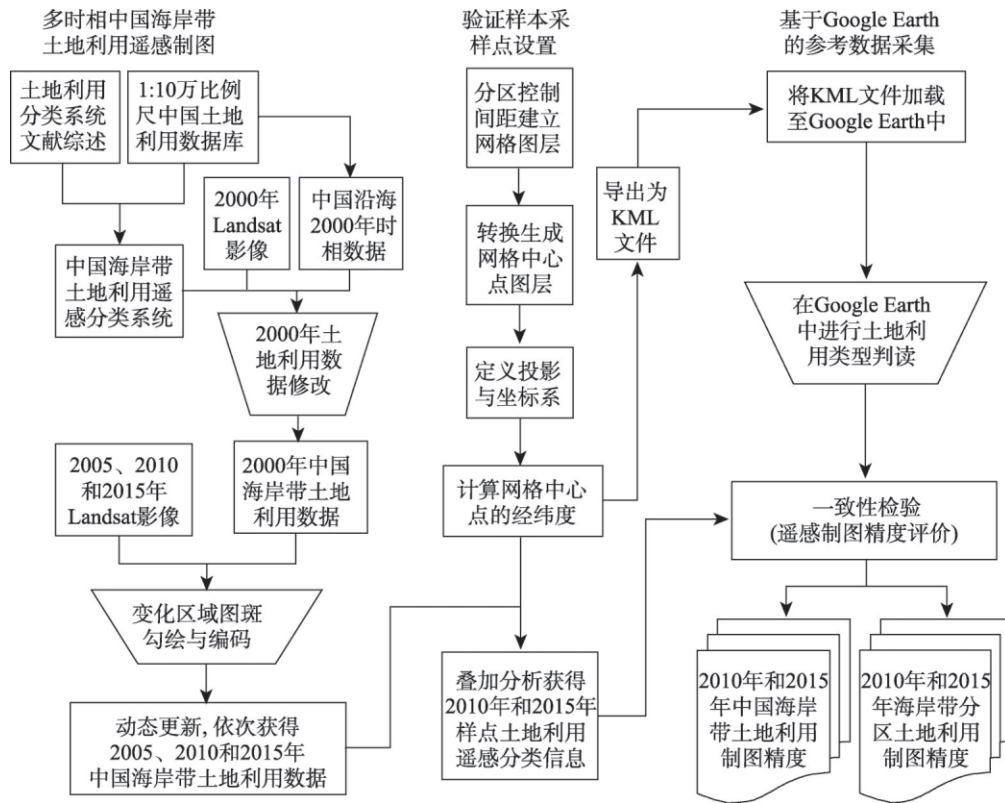 多时相中国海岸带
土地利用遥感制图
土地利用
分类系统
文献综述
1:10万比例
尺中国土地
利用数据库
2000年
Landsat
影像
中国沿海
2000年时
相数据
中国海岸带
土地利用遥
感分类系统
2000年土
地利用数
据修改
2005、2010
和2015年
Landsat影像
2000年中国
海岸带土地
利用数据
变化区域图斑
勾绘与编码
动态更新, 依次获得
2005、2010和2015年
中国海岸带土地利用数据
验证样本采
样点设置
分区控制
间距建立
网格图层
转换生成
网格中心
点图层
定义投影
与坐标系
计算网格中心
点的经纬度
叠加分析获得
2010年和2015年
样点土地利用
遥感分类信息
导出为
KML
文件
基于Google Earth
的参考数据采集
将KML文件加载
至Google Earth中
在Google Earth
中进行土地利
用类型判读
一致性检验
(遥感制图精度评价)
2010年和2015
年中国海岸
带土地利用
制图精度
2010年和2015
年海岸带分
区土地利用
制图精度